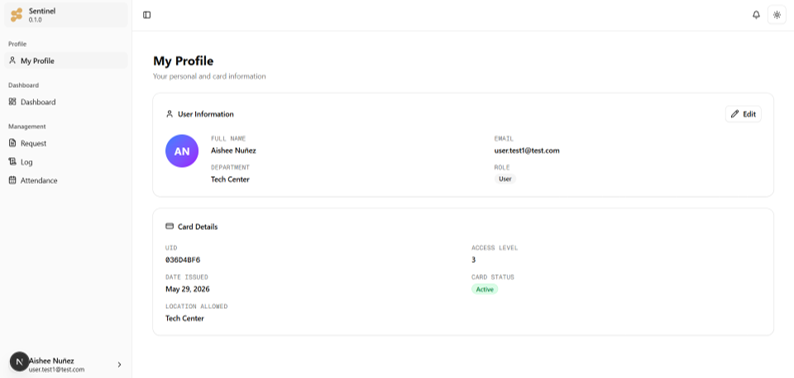 Sentinel
0.1.0
Profile
My Profile
Dashboard
Dashboard
Management
Request
Log
Attendance
N
Aishee Nuñez
user.test1@test.com
My Profile
Your personal and card information
User Information
Edit
AN
FULL NAME
Aishee Nuñez
EMAIL
user.test1@test.com
DEPARTMENT
Tech Center
ROLE
User
Card Details
UID
036D4BF6
ACCESS LEVEL
3
DATE ISSUED
May 29, 2026
CARD STATUS
Active
LOCATION ALLOWED
Tech Center